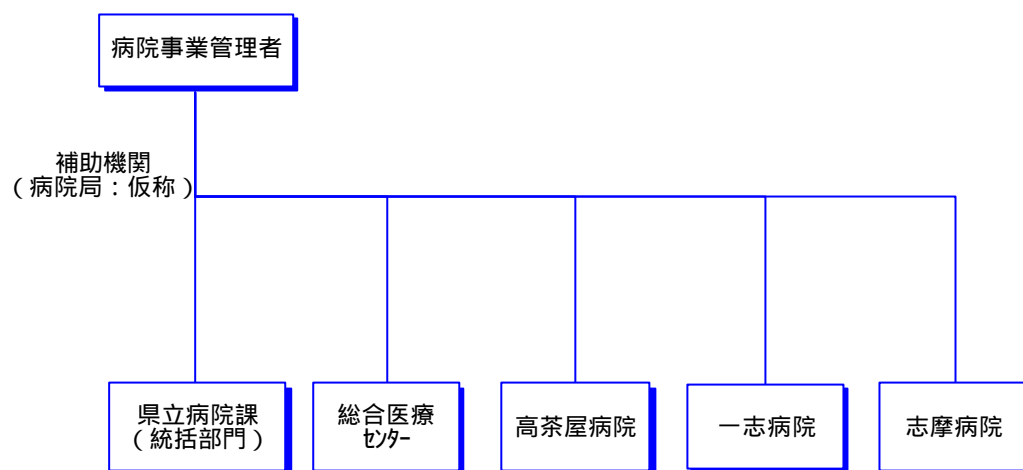 病院事業管理者
補助機関
(病院局:仮称)
県立病院課
(統括部門)
総合医療
センター
高茶屋病院
一志病院
志摩病院